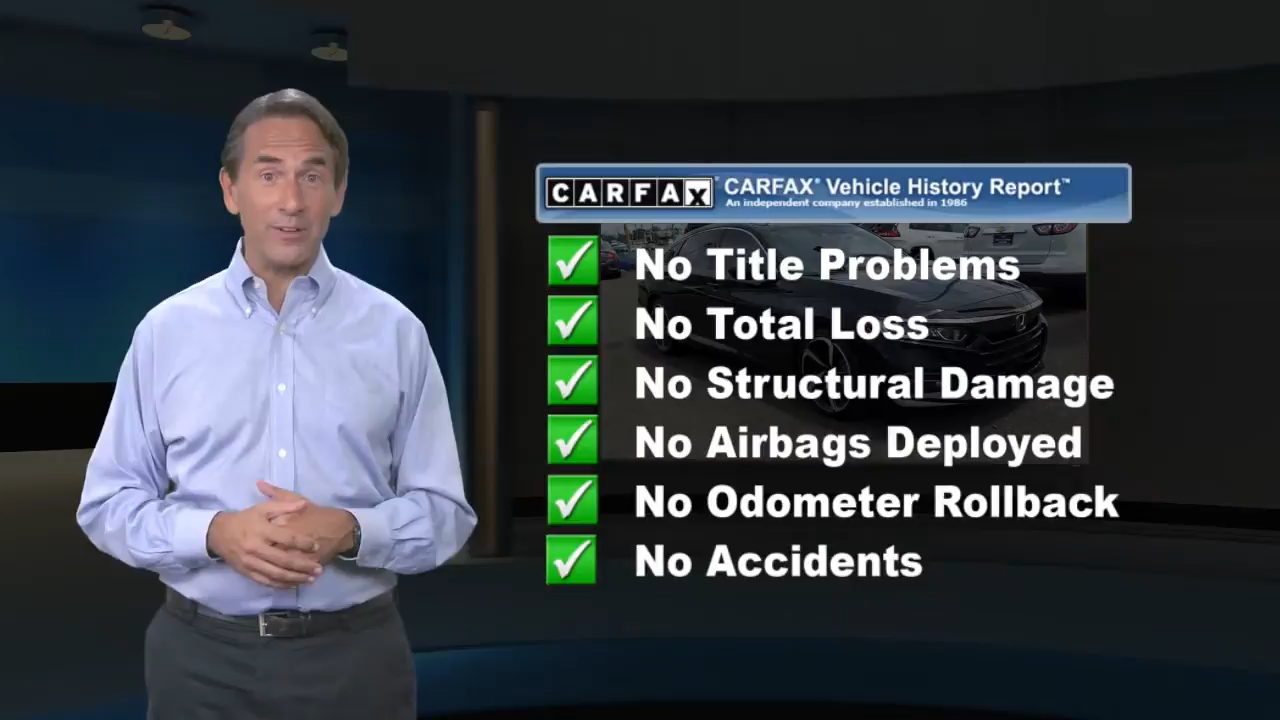 CARFAX
CARFAX® Vehicle History Report™
An independent company established in 1986
No Title Problems
No Total Loss
No Structural Damage
No Airbags Deployed
No Odometer Rollback
No Accidents